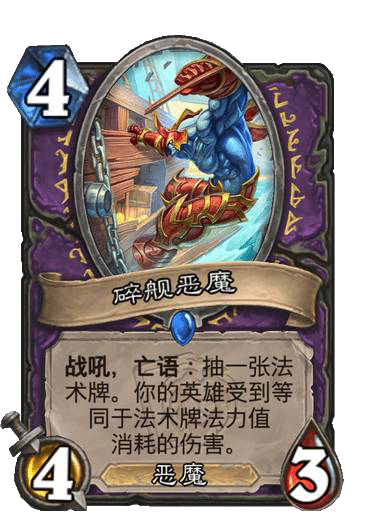 4
碎舰恶魔
战吼，亡语：抽一张法
术牌。你的英雄受到等
同于法术牌法力值
消耗的伤害。
恶魔
4
3